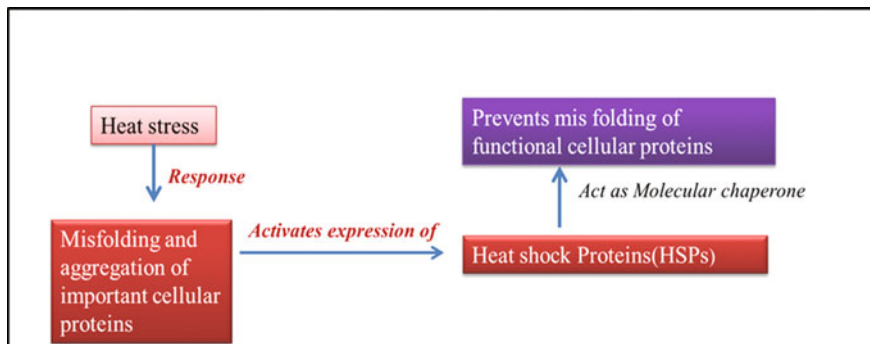 Heat stress
Response
Misfolding and
aggregation of
important cellular
proteins
Activates expression of
Heat shock Proteins(HSPs)
Act as Molecular chaperone
Prevents mis folding of
functional cellular proteins